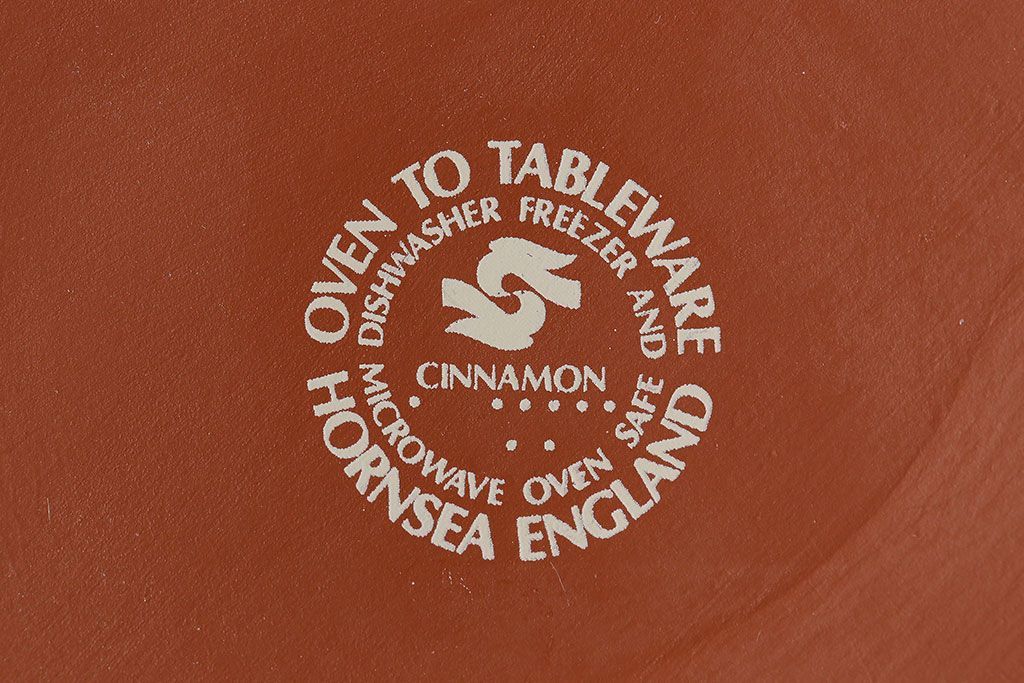 OVEN TO TABLEWARE
DISHWASHER FREEZER AND
CINNAMON
MICROWAVE OVEN SAFE
HORNSEA ENGLAND